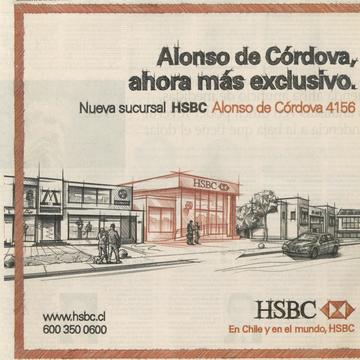 Alonso de Córdova,
ahora más exclusivo.
Nueva sucursal HSBC Alonso de Córdova 4156
HSBC
www.hsbc.cl
600 350 0600
HSBC
En Chile y en el mundo, HSBC